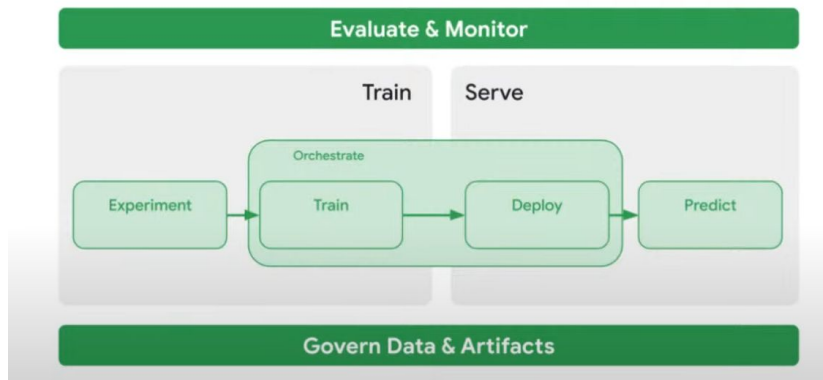 Evaluate & Monitor
Train
Serve
Orchestrate
Experiment
Train
Deploy
Predict
Govern Data & Artifacts